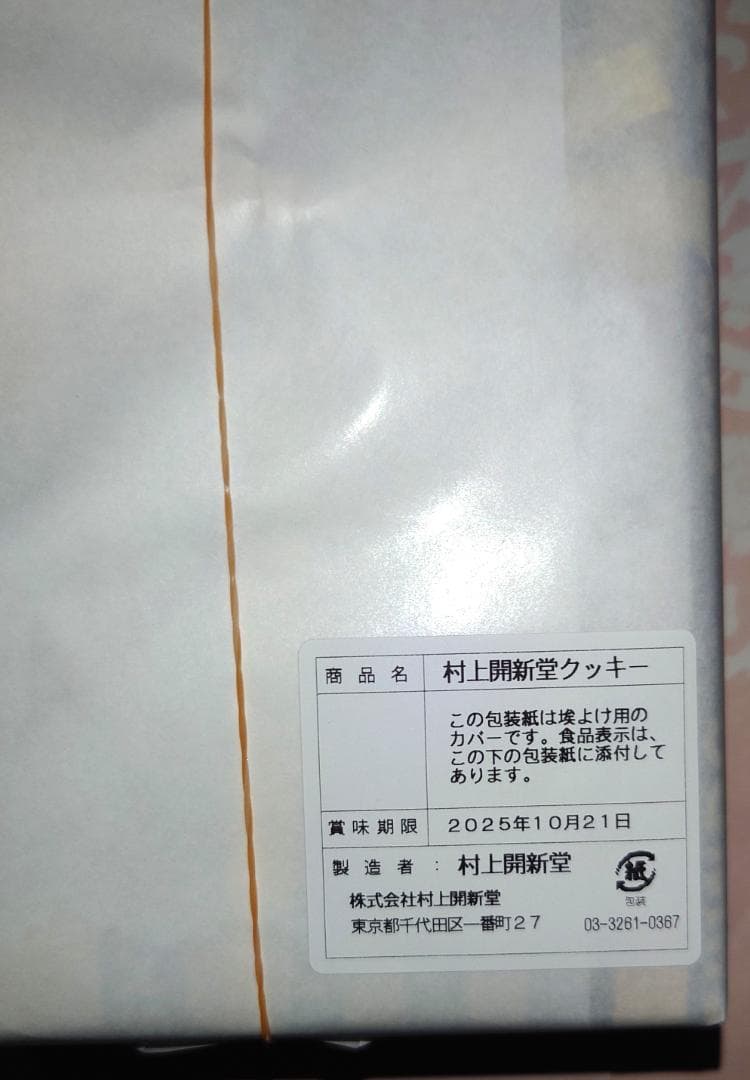 商品名 村上開新堂クッキー
この包装紙は埃よけ用の
カバーです。食品表示は、
この下の包装紙に添付して
あります。
賞味期限 2025年10月21日
製造者 : 村上開新堂
紙
包装
株式会社村上開新堂
東京都千代田区一番町27 03-3261-0367